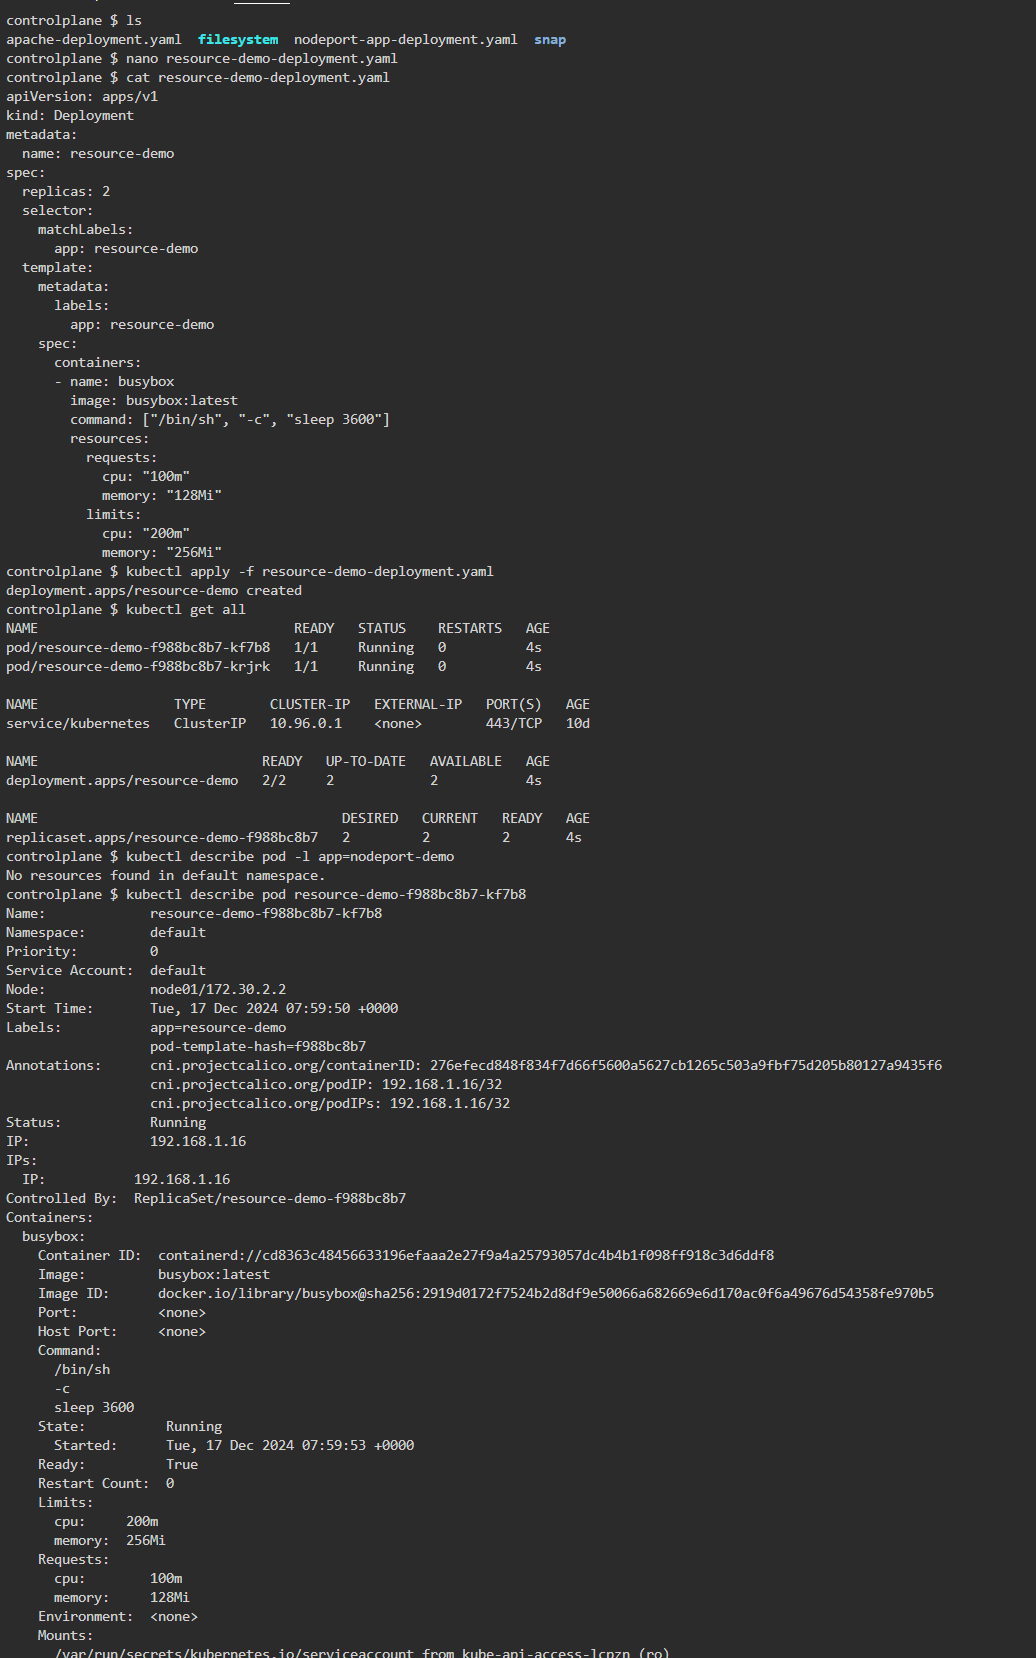 controlplane $ ls
apache-deployment.yaml  filesystem  nodeport-app-deployment.yaml  snap
controlplane $ nano resource-demo-deployment.yaml
controlplane $ cat resource-demo-deployment.yaml
apiVersion: apps/v1
kind: Deployment
metadata:
  name: resource-demo
spec:
  replicas: 2
  selector:
    matchLabels:
      app: resource-demo
  template:
    metadata:
      labels:
        app: resource-demo
    spec:
      containers:
      - name: busybox
        image: busybox:latest
        command: ["/bin/sh", "-c", "sleep 3600"]
        resources:
          requests:
            cpu: "100m"
            memory: "128Mi"
          limits:
            cpu: "200m"
            memory: "256Mi"
controlplane $ kubectl apply -f resource-demo-deployment.yaml
deployment.apps/resource-demo created
controlplane $ kubectl get all
NAME                                READY   STATUS    RESTARTS   AGE
pod/resource-demo-f988bc8b7-kf7b8   1/1     Running   0          4s
pod/resource-demo-f988bc8b7-krjrk   1/1     Running   0          4s

NAME                 TYPE        CLUSTER-IP   EXTERNAL-IP   PORT(S)   AGE
service/kubernetes   ClusterIP   10.96.0.1    <none>        443/TCP   10d

NAME                            READY   UP-TO-DATE   AVAILABLE   AGE
deployment.apps/resource-demo   2/2     2            2           4s

NAME                                      DESIRED   CURRENT   READY   AGE
replicaset.apps/resource-demo-f988bc8b7   2         2         2       4s
controlplane $ kubectl describe pod -l app=nodeport-demo
No resources found in default namespace.
controlplane $ kubectl describe pod resource-demo-f988bc8b7-kf7b8
Name:             resource-demo-f988bc8b7-kf7b8
Namespace:        default
Priority:         0
Service Account:  default
Node:             node01/172.30.2.2
Start Time:       Tue, 17 Dec 2024 07:59:50 +0000
Labels:           app=resource-demo
                  pod-template-hash=f988bc8b7
Annotations:      cni.projectcalico.org/containerID: 276efecd848f834f7d66f5600a5627cb1265c503a9fbf75d205b80127a9435f6
                  cni.projectcalico.org/podIP: 192.168.1.16/32
                  cni.projectcalico.org/podIPs: 192.168.1.16/32
Status:           Running
IP:               192.168.1.16
IPs:
  IP:           192.168.1.16
Controlled By:  ReplicaSet/resource-demo-f988bc8b7
Containers:
  busybox:
    Container ID:  containerd://cd8363c48456633196efaaa2e27f9a4a25793057dc4b4b1f098ff918c3d6ddf8
    Image:         busybox:latest
    Image ID:      docker.io/library/busybox@sha256:2919d0172f7524b2d8df9e50066a682669e6d170ac0f6a49676d54358fe970b5
    Port:          <none>
    Host Port:     <none>
    Command:
      /bin/sh
      -c
      sleep 3600
    State:          Running
      Started:      Tue, 17 Dec 2024 07:59:53 +0000
    Ready:          True
    Restart Count:  0
    Limits:
      cpu:     200m
      memory:  256Mi
    Requests:
      cpu:        100m
      memory:     128Mi
    Environment:  <none>
    Mounts:
      /var/run/secrets/kubernetes.io/serviceaccount from kube-api-access-lcpzn (ro)